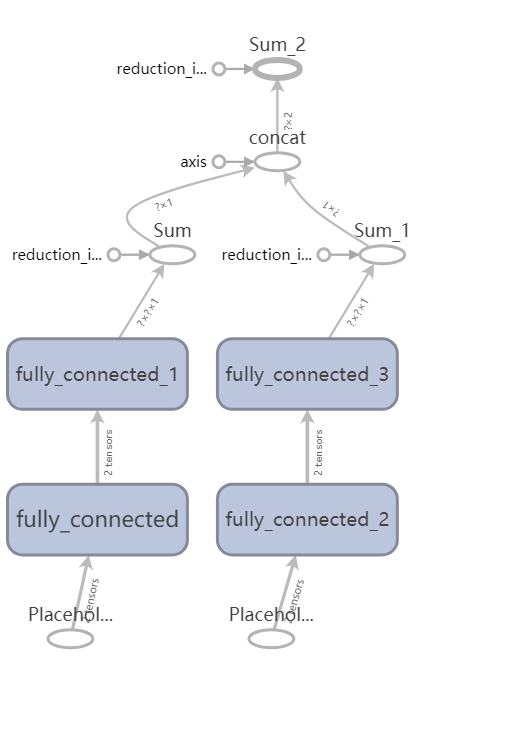 Sum_2
reduction_i...
?×2
concat
axis
?×1
?×1
Sum
Sum_1
reduction_i...
reduction_i...
?×?×1
?×?×1
fully_connected_1
fully_connected_3
2 tensors
2 tensors
fully_connected
fully_connected_2
tensors
tensors
Placehol...
Placehol...